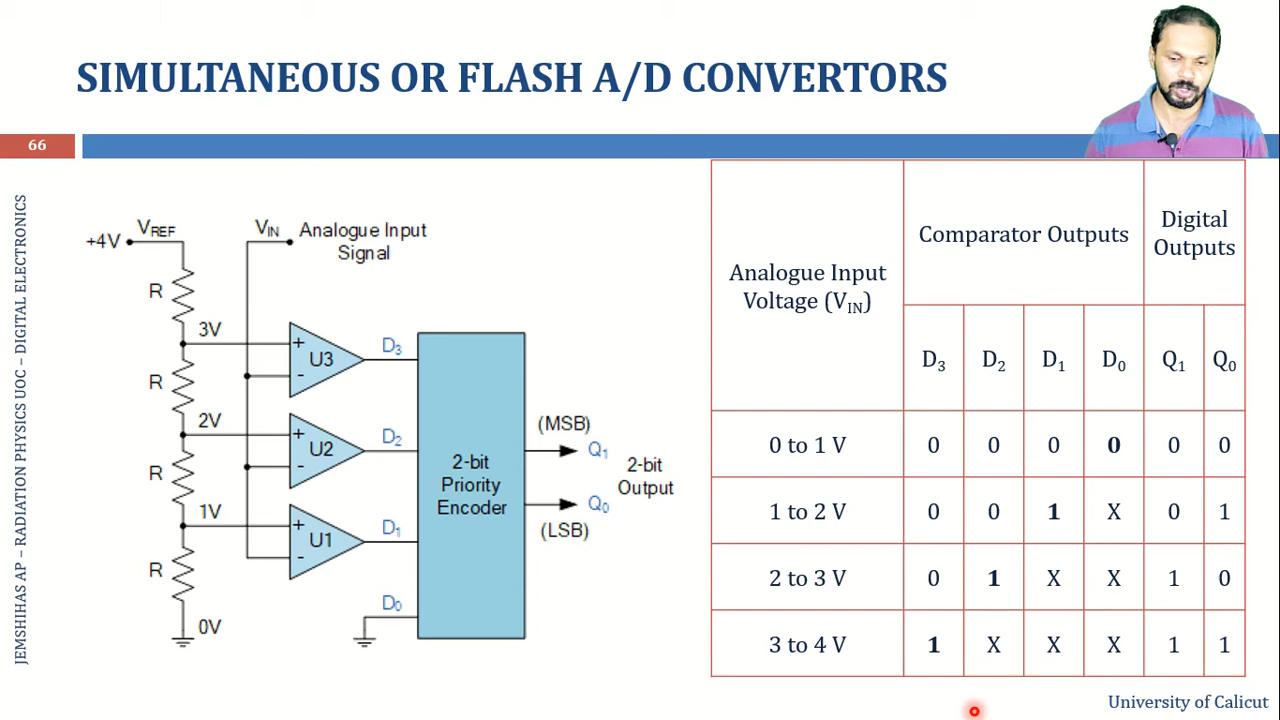 SIMULTANEOUS OR FLASH A/D CONVERTORS
66
JEMSHIHAS AP – RADIATION PHYSICS UOC – DIGITAL ELECTRONICS
+4V
V_REF
V_IN
Analogue Input
Signal
R
3V
+
-
U3
D₃
R
2V
+
-
U2
D₂
R
1V
+
-
U1
D₁
R
0V
D₀
2-bit
Priority
Encoder
(MSB)
Q₁
2-bit
Output
Q₀
(LSB)
Analogue Input
Voltage (V_IN)
Comparator Outputs
Digital
Outputs
D₃ D₂ D₁ D₀ Q₁ Q₀
0 to 1 V 0 0 0 0 0 0
1 to 2 V 0 0 1 X 0 1
2 to 3 V 0 1 X X 1 0
3 to 4 V 1 X X X 1 1
University of Calicut